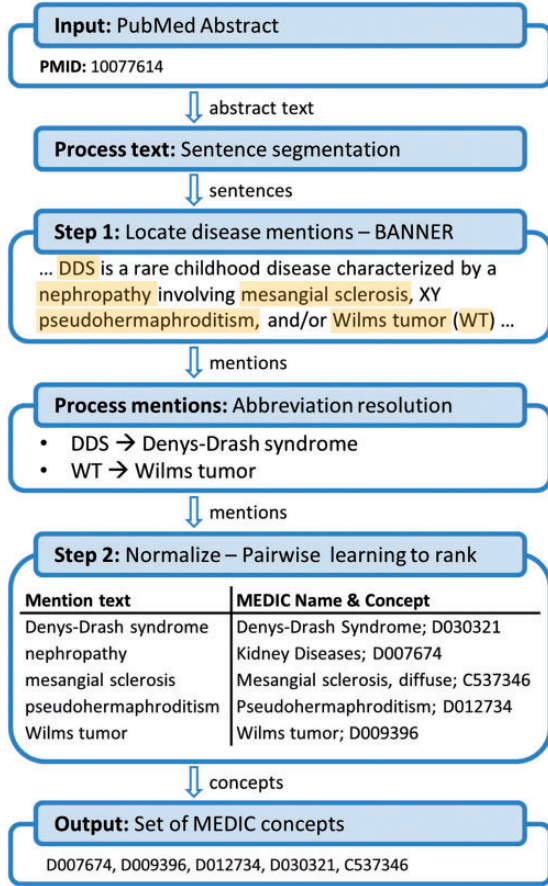 Input: PubMed Abstract
PMID: 10077614
abstract text
Process text: Sentence segmentation
sentences
Step 1: Locate disease mentions – BANNER
... DDS is a rare childhood disease characterized by a
nephropathy involving mesangial sclerosis, XY
pseudohermaphroditism, and/or Wilms tumor (WT) ...
mentions
Process mentions: Abbreviation resolution
• DDS → Denys-Drash syndrome
• WT → Wilms tumor
mentions
Step 2: Normalize – Pairwise learning to rank
Mention text MEDIC Name & Concept
Denys-Drash syndrome Denys-Drash Syndrome; D030321
nephropathy Kidney Diseases; D007674
mesangial sclerosis Mesangial sclerosis, diffuse; C537346
pseudohermaphroditism Pseudohermaphroditism; D012734
Wilms tumor Wilms tumor; D009396
concepts
Output: Set of MEDIC concepts
D007674, D009396, D012734, D030321, C537346